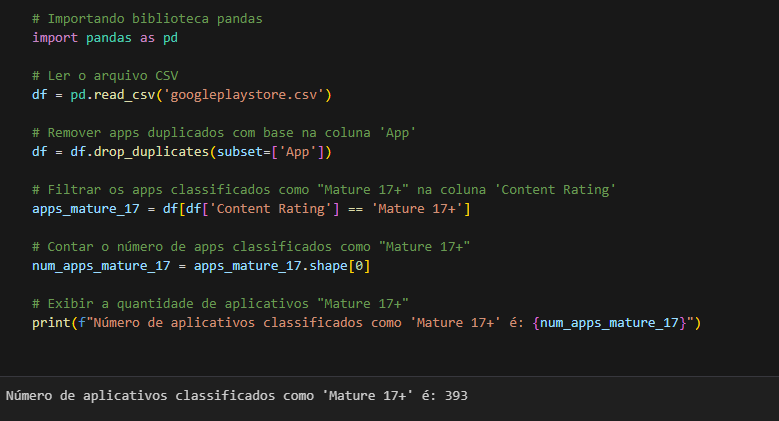 # Importando biblioteca pandas
import pandas as pd
# Ler o arquivo CSV
df = pd.read_csv('googleplaystore.csv')
# Remover apps duplicados com base na coluna 'App'
df = df.drop_duplicates(subset=['App'])
# Filtrar os apps classificados como "Mature 17+" na coluna 'Content Rating'
apps_mature_17 = df[df['Content Rating'] == 'Mature 17+']
# Contar o número de apps classificados como "Mature 17+"
num_apps_mature_17 = apps_mature_17.shape[0]
# Exibir a quantidade de aplicativos "Mature 17+"
print(f"Número de aplicativos classificados como 'Mature 17+' é: {num_apps_mature_17}")
Número de aplicativos classificados como 'Mature 17+' é: 393